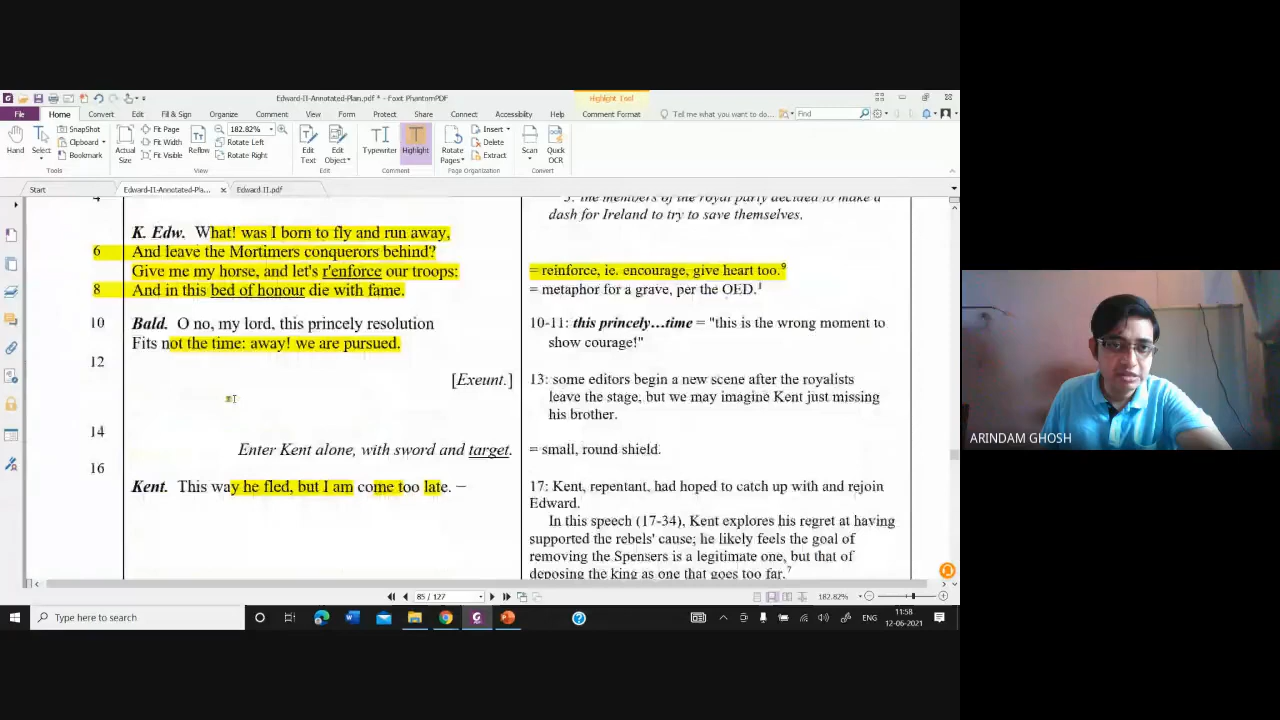 Edward-II-Annotated-Plan.pdf * - Foxit PhantomPDF
Highlight Tool
File Home Convert Edit Organize Comment View Form Protect Share Connect Accessibility Help Comment Format Tell me what you want to do... Find
Hand
Select
SnapShot
Clipboard
Bookmark
Tools
Actual Size
Fit Page
Fit Width
Fit Visible
Reflow
182.82%
Rotate Left
Rotate Right
View
Edit Text
Edit Object
Edit
Typewriter
Highlight
Comment
Rotate Pages
Insert
Delete
Extract
Page Organization
Scan
Quick OCR
Convert
Start Edward-II-Annotated-Pla... Edward-II.pdf
4
5: the members of the royal party decided to make a
dash for Ireland to try to save themselves.
K. Edw. What! was I born to fly and run away,
6 And leave the Mortimers conquerors behind?
Give me my horse, and let's r'enforce our troops: = reinforce, ie. encourage, give heart too.9
8 And in this bed of honour die with fame. = metaphor for a grave, per the OED.1
10 Bald. O no, my lord, this princely resolution 10-11: this princely…time = "this is the wrong moment to
Fits not the time: away! we are pursued. show courage!"
12
[Exeunt.] 13: some editors begin a new scene after the royalists
leave the stage, but we may imagine Kent just missing
his brother.
14
Enter Kent alone, with sword and target. = small, round shield.
16
Kent. This way he fled, but I am come too late. – 17: Kent, repentant, had hoped to catch up with and rejoin
Edward.
In this speech (17-34), Kent explores his regret at having
supported the rebels' cause; he likely feels the goal of
removing the Spensers is a legitimate one, but that of
deposing the king as one that goes too far.7
85 / 127
182.82%
Type here to search
ENG
11:58
12-06-2021
ARINDAM GHOSH